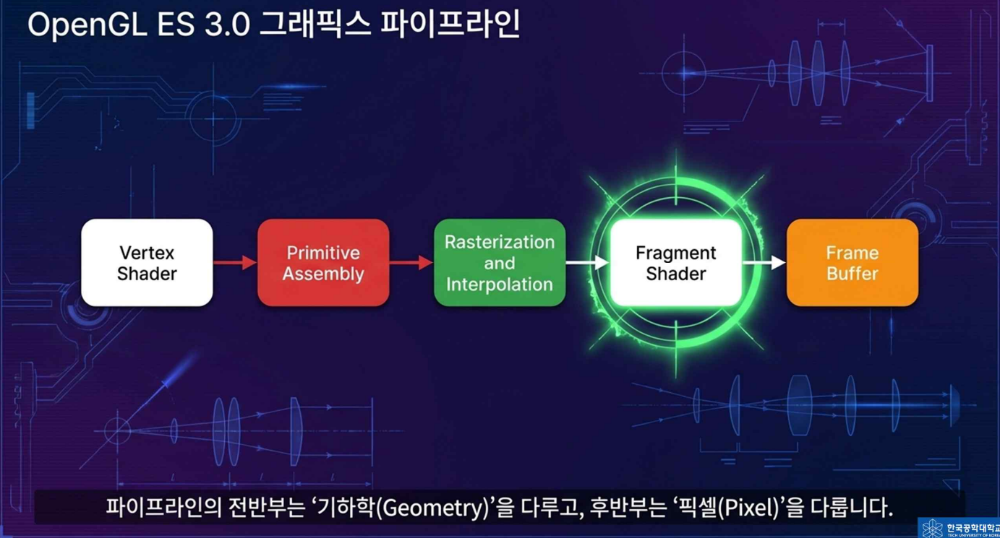 OpenGL ES 3.0 그래픽스 파이프라인
Vertex
Shader
Primitive
Assembly
Rasterization
and
Interpolation
Fragment
Shader
Frame
Buffer
파이프라인의 전반부는 ‘기하학(Geometry)’을 다루고, 후반부는 ‘픽셀(Pixel)’을 다룹니다.
한국공학대학교
TECH UNIVERSITY OF KOREA